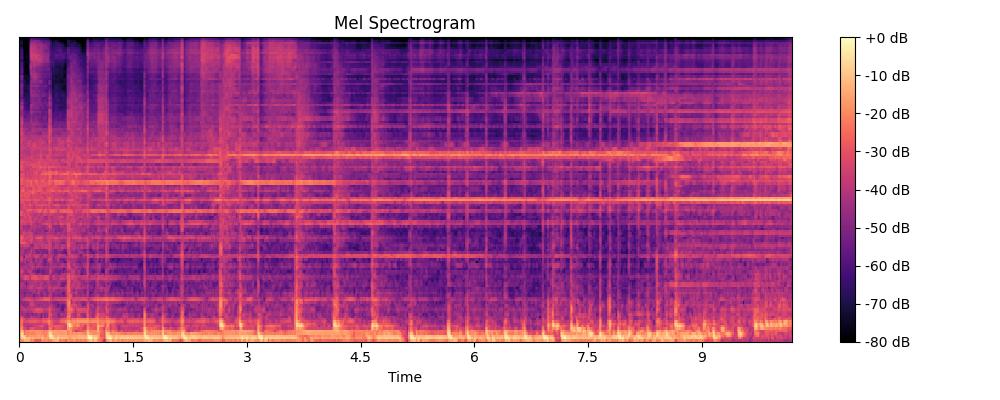 Mel Spectrogram
+0 dB
-10 dB
-20 dB
-30 dB
-40 dB
-50 dB
-60 dB
-70 dB
-80 dB
0 1.5 3 4.5 6 7.5 9
Time